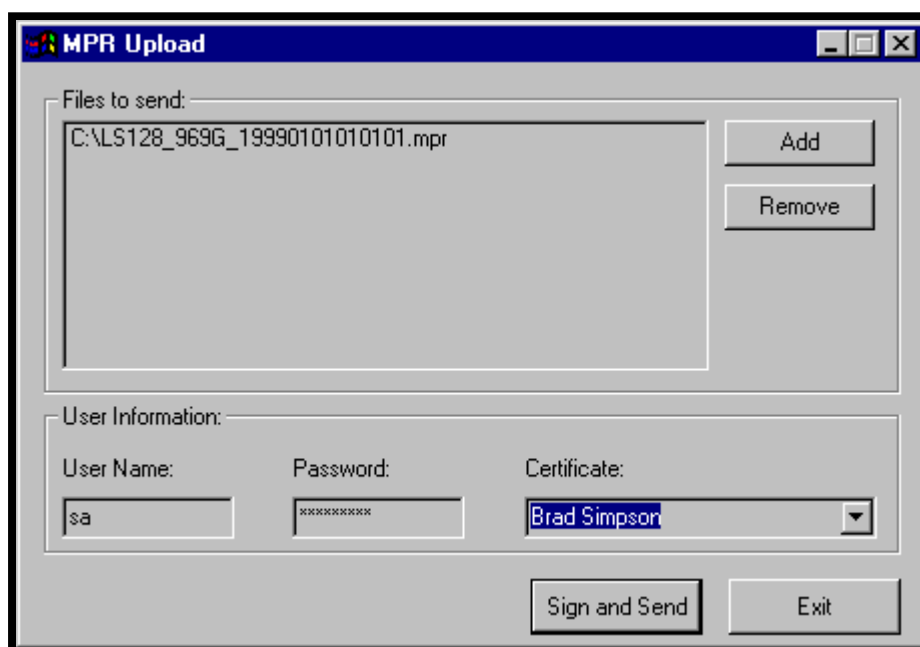 MPR Upload
Files to send:
C:\LS128_969G_19990101010101.mpr
Add
Remove
User Information:
User Name:
Password:
Certificate:
sa
*********
Brad Simpson
Sign and Send
Exit